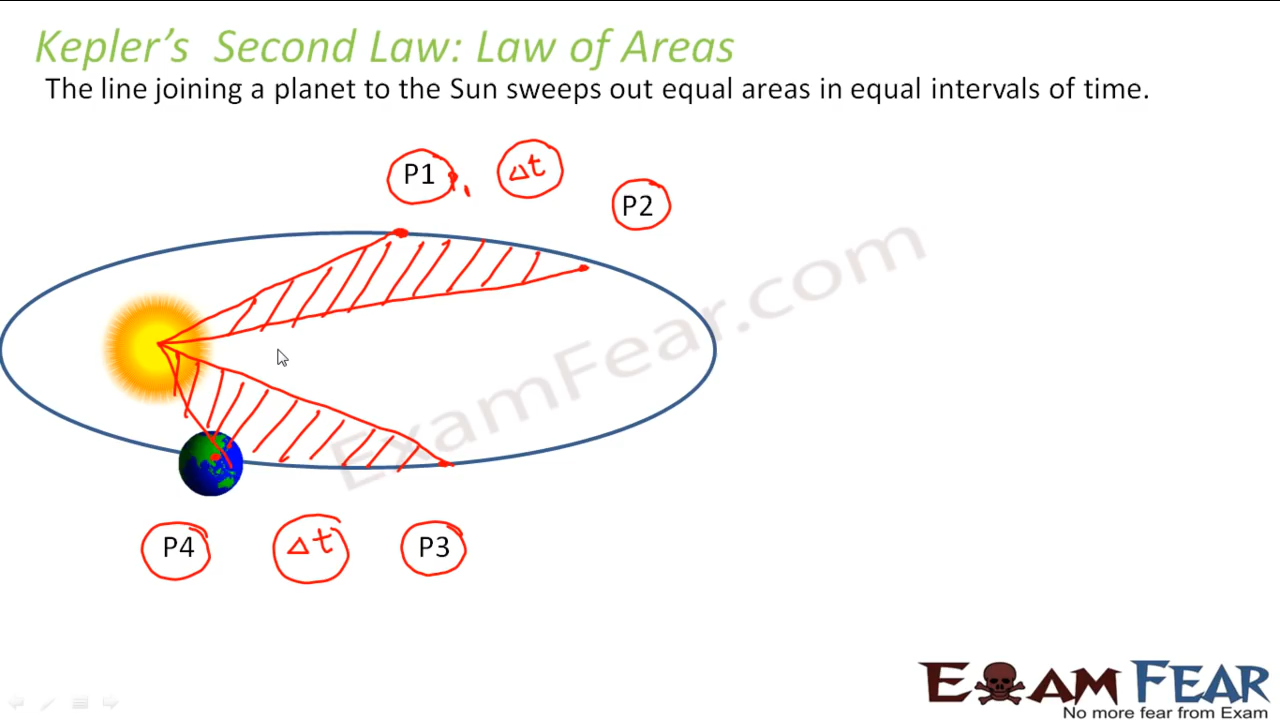 Kepler's Second Law: Law of Areas
The line joining a planet to the Sun sweeps out equal areas in equal intervals of time.
P1 Δt
P2
ExamFear.com
P4 Δt P3
EXAM FEAR
No more fear from Exam